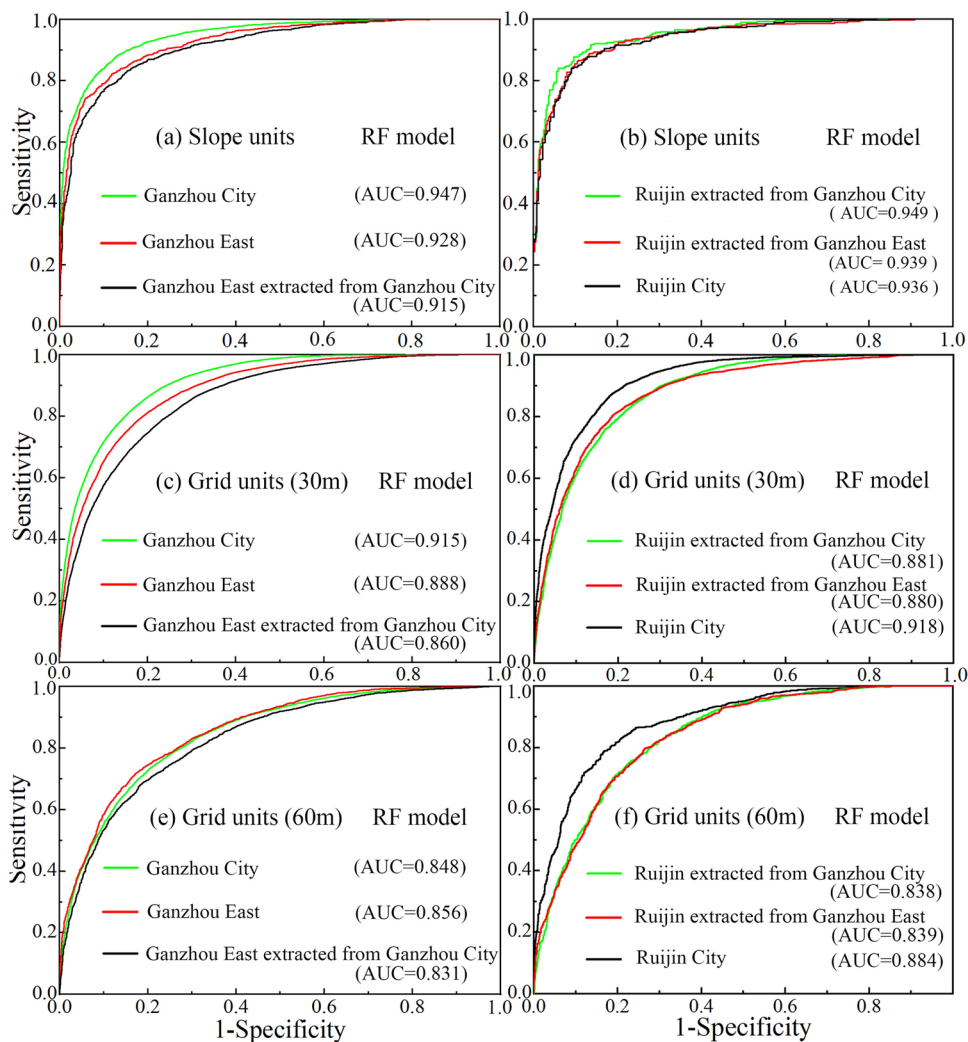 1.0
0.8
0.6
0.4
0.2
0.0
Sensitivity
(a) Slope units RF model
Ganzhou City (AUC=0.947)
Ganzhou East (AUC=0.928)
Ganzhou East extracted from Ganzhou City
(AUC=0.915)
0.0 0.2 0.4 0.6 0.8 1.0
1.0
0.8
0.6
0.4
0.2
0.0
(b) Slope units RF model
Ruijin extracted from Ganzhou City
( AUC=0.949 )
Ruijin extracted from Ganzhou East
(AUC= 0.939)
Ruijin City ( AUC=0.936 )
0.0 0.2 0.4 0.6 0.8 1.0
1.0
0.8
0.6
0.4
0.2
0.0
Sensitivity
(c) Grid units (30m) RF model
Ganzhou City (AUC=0.915)
Ganzhou East (AUC=0.888)
Ganzhou East extracted from Ganzhou City
(AUC=0.860)
0.0 0.2 0.4 0.6 0.8 1.0
1.0
0.8
0.6
0.4
0.2
0.0
(d) Grid units (30m) RF model
Ruijin extracted from Ganzhou City
(AUC=0.881)
Ruijin extracted from Ganzhou East
(AUC=0.880)
Ruijin City (AUC=0.918)
0.0 0.2 0.4 0.6 0.8 1.0
1.0
0.8
0.6
0.4
0.2
0.0
Sensitivity
(e) Grid units (60m) RF model
Ganzhou City (AUC=0.848)
Ganzhou East (AUC=0.856)
Ganzhou East extracted from Ganzhou City
(AUC=0.831)
0.0 0.2 0.4 0.6 0.8 1.0
1-Specificity
1.0
0.8
0.6
0.4
0.2
0.0
(f) Grid units (60m) RF model
Ruijin extracted from Ganzhou City
(AUC=0.838)
Ruijin extracted from Ganzhou East
(AUC=0.839)
Ruijin City (AUC=0.884)
0.0 0.2 0.4 0.6 0.8 1.0
1-Specificity